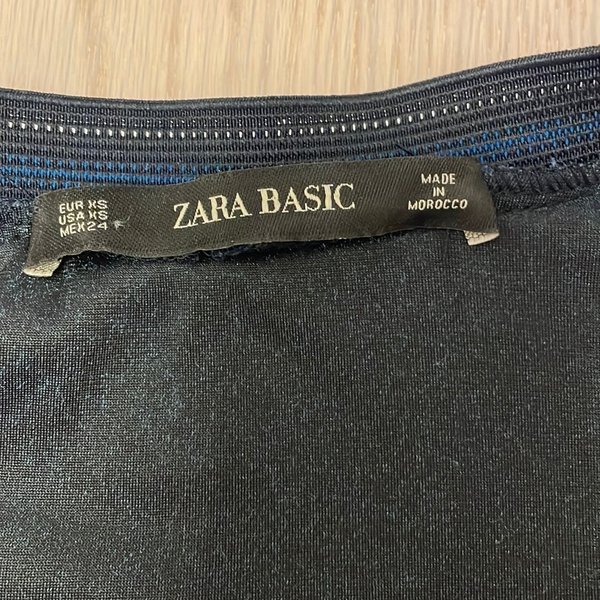 EUR XS
USA XS
MEX 24
ZARA BASIC
MADE
IN
MOROCCO